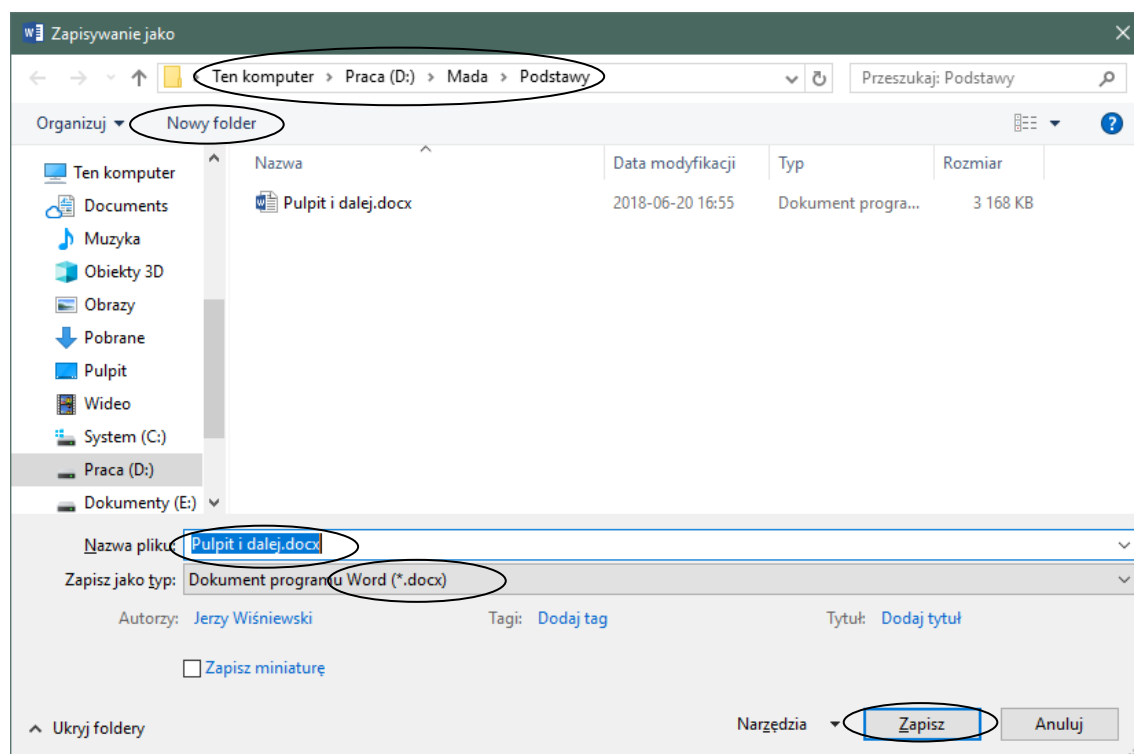 Zapisywanie jako
Ten komputer › Praca (D:) › Mada › Podstawy Przeszukaj: Podstawy
Organizuj Nowy folder
Nazwa Data modyfikacji Typ Rozmiar
Ten komputer
Pulpit i dalej.docx 2018-06-20 16:55 Dokument progra... 3 168 KB
Documents
Muzyka
Obiekty 3D
Obrazy
Pobrane
Pulpit
Wideo
System (C:)
Praca (D:)
Dokumenty (E:)
Nazwa pliku: Pulpit i dalej.docx
Zapisz jako typ: Dokument programu Word (*.docx)
Autorzy: Jerzy Wiśniewski Tagi: Dodaj tag Tytuł: Dodaj tytuł
Zapisz miniaturę
Ukryj foldery Narzędzia Zapisz Anuluj